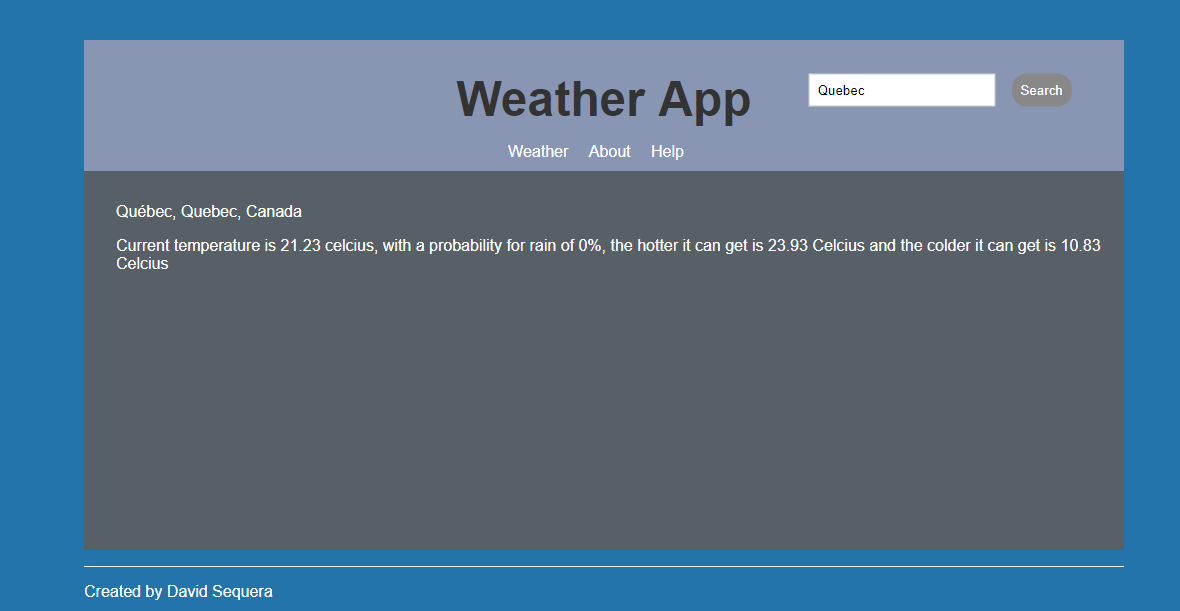 Weather App
Quebec
Search
Weather About Help
Québec, Quebec, Canada
Current temperature is 21.23 celcius, with a probability for rain of 0%, the hotter it can get is 23.93 Celcius and the colder it can get is 10.83
Celcius
Created by David Sequera